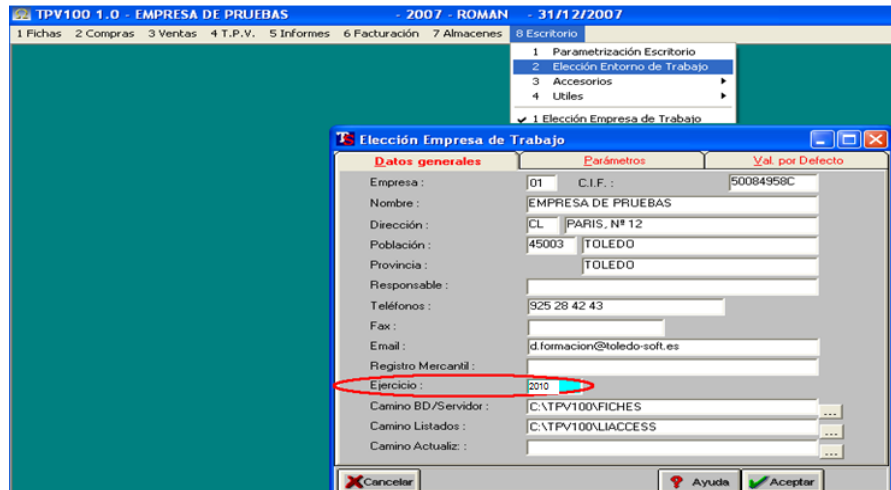 TPV100 1.0 - EMPRESA DE PRUEBAS - 2007 - ROMAN - 31/12/2007
1 Fichas 2 Compras 3 Ventas 4 T.P.V. 5 Informes 6 Facturación 7 Almacenes 8 Escritorio
1 Parametrización Escritorio
2 Elección Entorno de Trabajo
3 Accesorios
4 Utiles
1 Elección Empresa de Trabajo
Elección Empresa de Trabajo
Datos generales Parámetros Val. por Defecto
Empresa : 01 C.I.F. : 50084958C
Nombre : EMPRESA DE PRUEBAS
Dirección : CL PARIS, Nº 12
Población : 45003 TOLEDO
Provincia : TOLEDO
Responsable :
Teléfonos : 925 28 42 43
Fax :
Email : d.formacion@toledo-soft.es
Registro Mercantil :
Ejercicio : 2010
Camino BD/Servidor : C:\TPV100\FICHES ...
Camino Listados : C:\TPV100\LIACCESS ...
Camino Actualiz: : ...
Cancelar Ayuda Aceptar